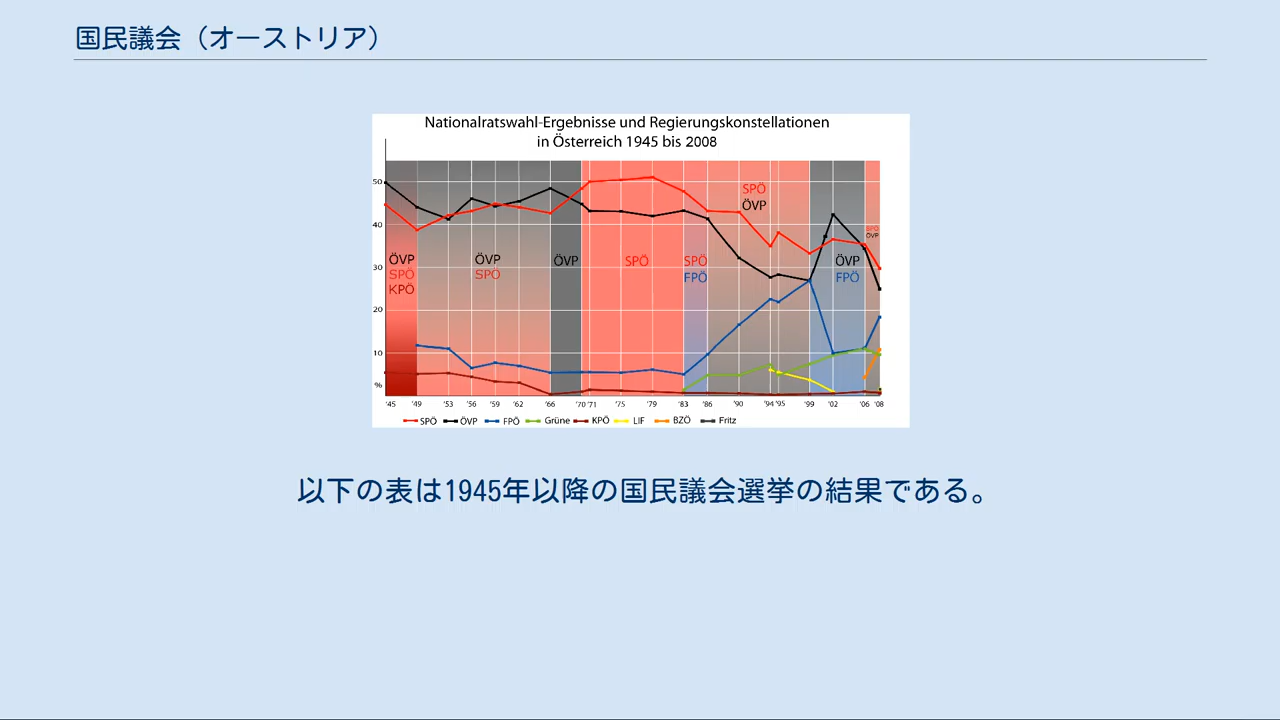 国民議会（オーストリア）
Nationalratswahl-Ergebnisse und Regierungskonstellationen
in Österreich 1945 bis 2008
50
40
30
20
10
%
ÖVP
SPÖ
KPÖ
ÖVP
SPÖ
ÖVP
SPÖ
SPÖ
FPÖ
SPÖ
ÖVP
ÖVP
FPÖ
SPÖ
ÖVP
'45 '49 '53 '56 '59 '62 '66 '70 '71 '75 '79 '83 '86 '90 '94 '95 '99 '02 '06 '08
SPÖ ÖVP FPÖ Grüne KPÖ LIF BZÖ Fritz
以下の表は1945年以降の国民議会選挙の結果である。